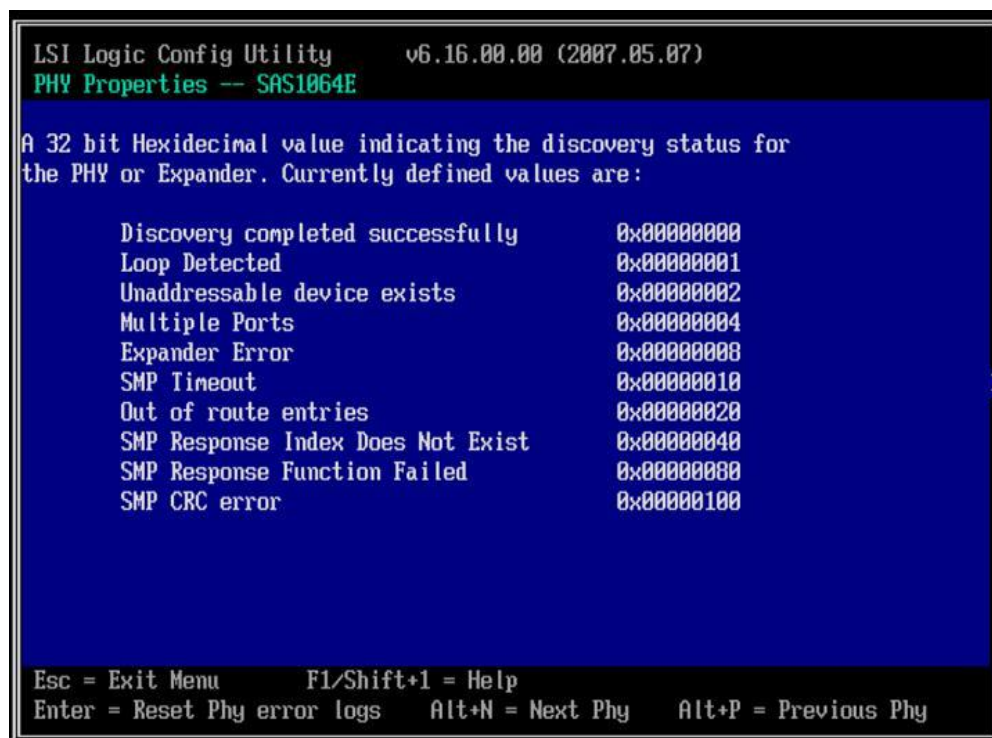 LSI Logic Config Utility v6.16.00.00 (2007.05.07)
PHY Properties -- SAS1064E
A 32 bit Hexidecimal value indicating the discovery status for
the PHY or Expander. Currently defined values are:
Discovery completed successfully 0x00000000
Loop Detected 0x00000001
Unaddressable device exists 0x00000002
Multiple Ports 0x00000004
Expander Error 0x00000008
SMP Timeout 0x00000010
Out of route entries 0x00000020
SMP Response Index Does Not Exist 0x00000040
SMP Response Function Failed 0x00000080
SMP CRC error 0x00000100
Esc = Exit Menu F1/Shift+1 = Help
Enter = Reset Phy error logs Alt+N = Next Phy Alt+P = Previous Phy